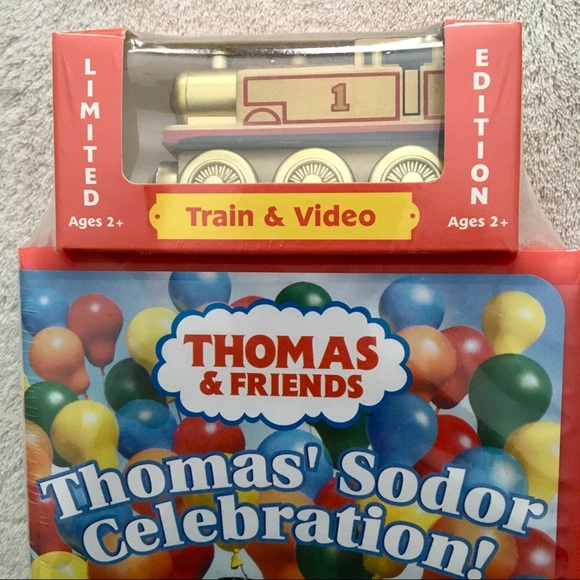 LIMITED
Ages 2+
1
EDITION
Ages 2+
Train & Video
THOMAS
& FRIENDS
Thomas' Sodor
Celebration!